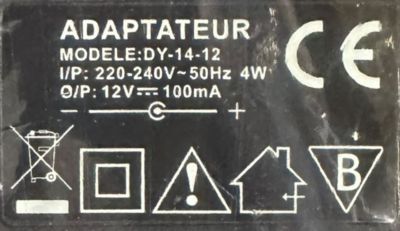 ADAPTATEUR
MODELE:DY-14-12
I/P: 220-240V~50Hz 4W
O/P: 12V⎓100mA
- +
CE
B